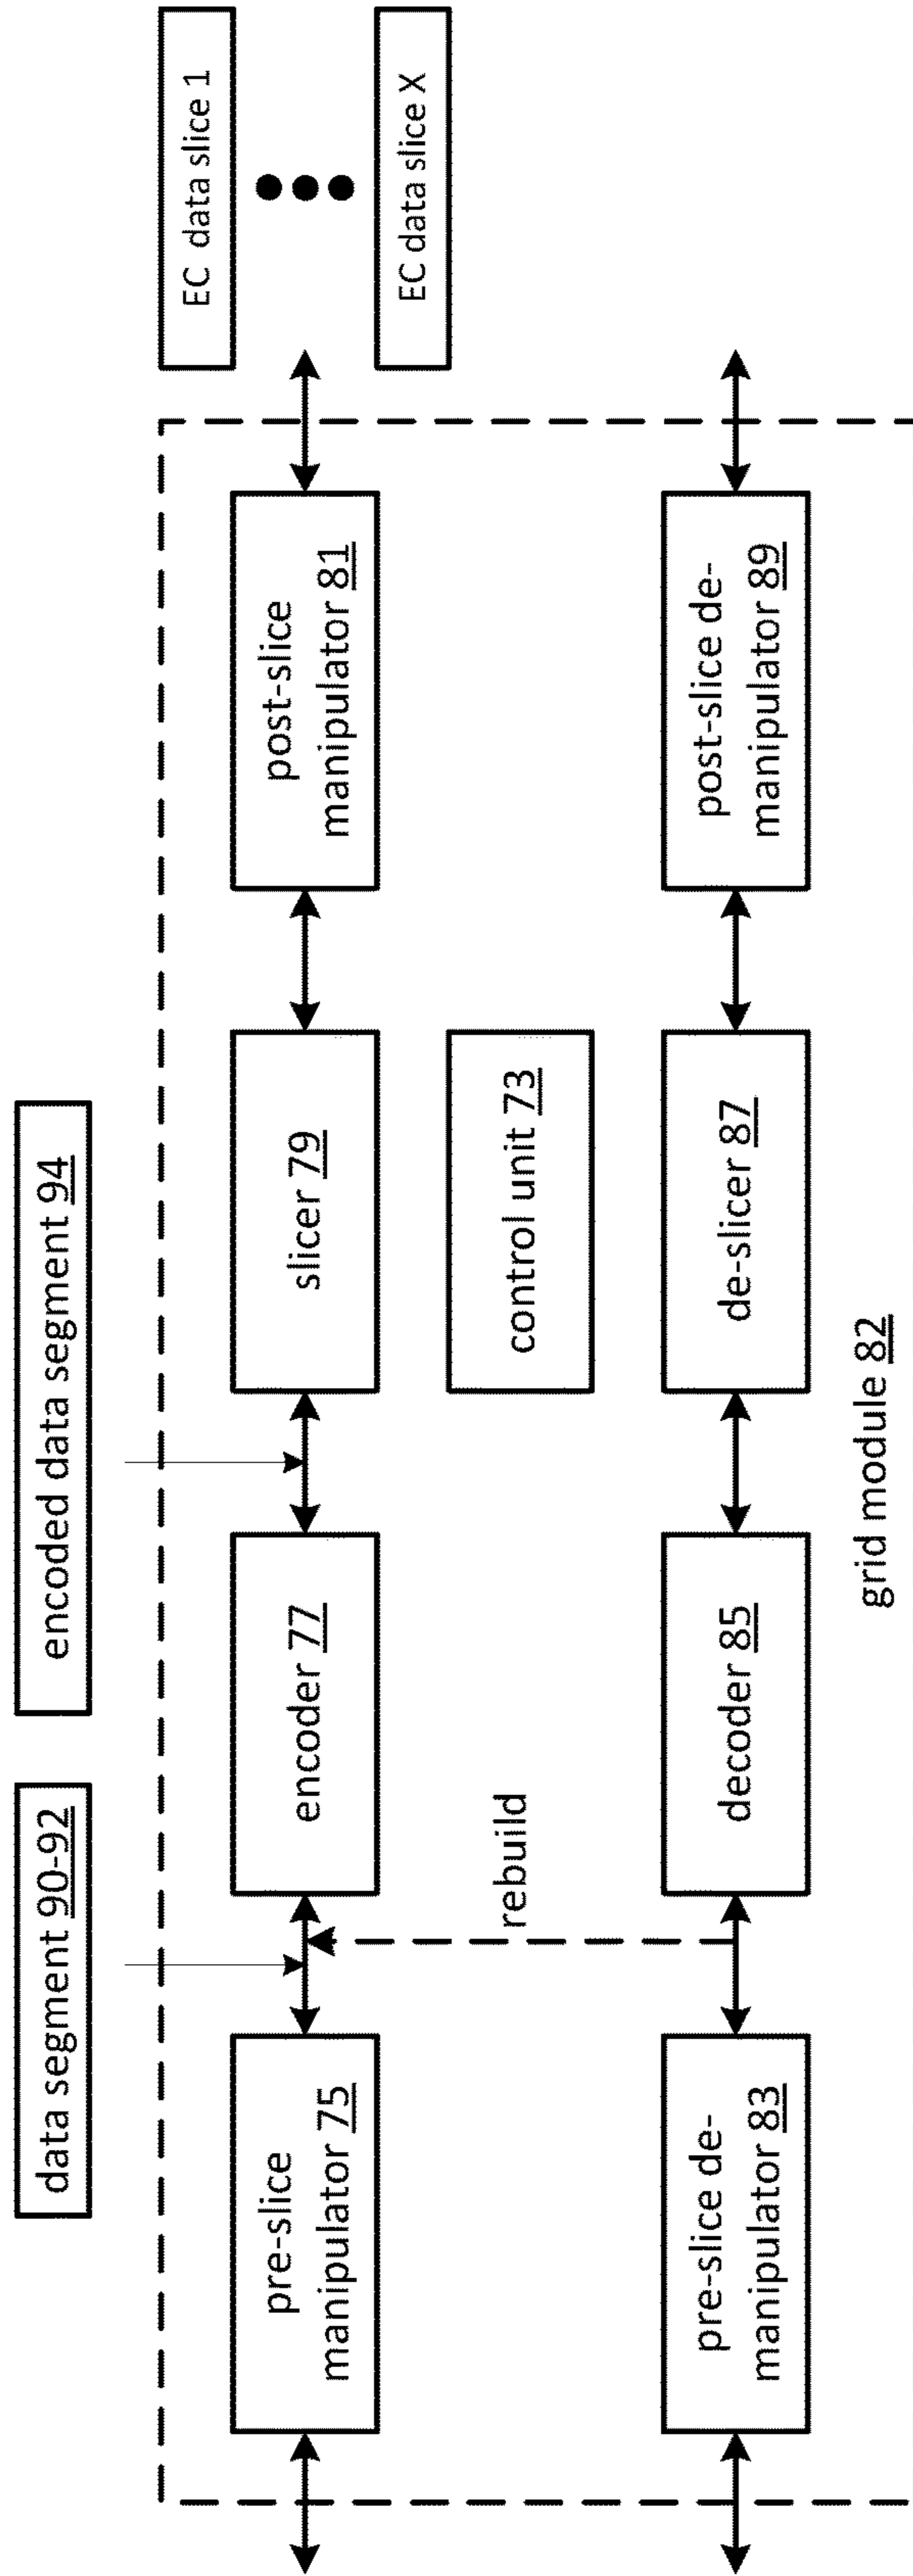 data segment 90-92
encoded data segment 94
pre-slice
manipulator 75
encoder 77
slicer 79
post-slice
manipulator 81
EC data slice 1
EC data slice X
rebuild
control unit 73
pre-slice de-
manipulator 83
decoder 85
de-slicer 87
post-slice de-
manipulator 89
grid module 82